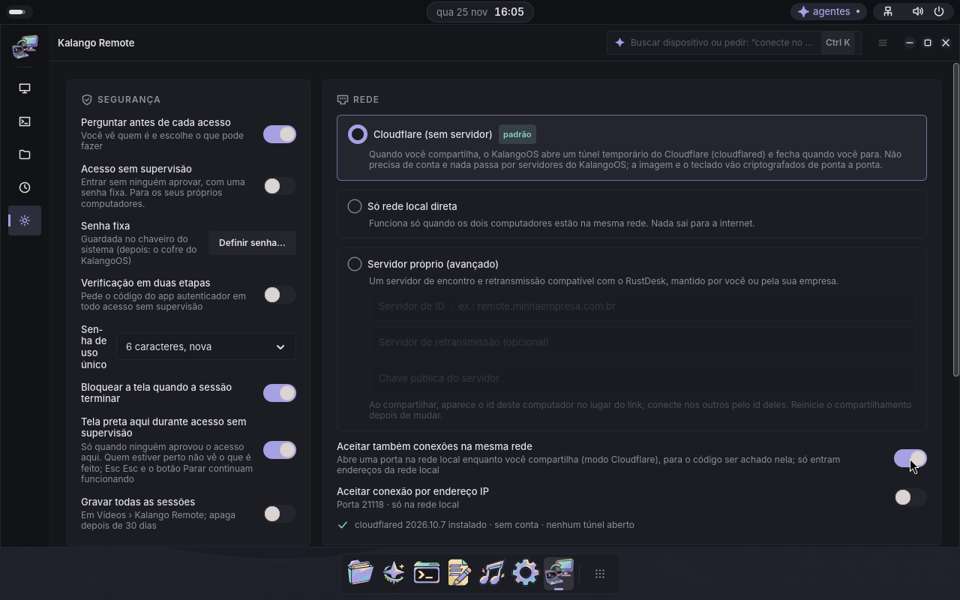 qua 25 nov 16:05
agentes
Kalango Remote
Buscar dispositivo ou pedir: "conecte no ...
Ctrl K
SEGURANÇA
Perguntar antes de cada acesso
Você vê quem é e escolhe o que pode
fazer
Acesso sem supervisão
Entrar sem ninguém aprovar, com uma
senha fixa. Para os seus próprios
computadores.
Senha fixa
Guardada no chaveiro do
sistema (depois: o cofre do
KalangoOS)
Definir senha...
Verificação em duas etapas
Pede o código do app autenticador em
todo acesso sem supervisão
Sen-
ha de
uso
único
6 caracteres, nova
Bloquear a tela quando a sessão
terminar
Tela preta aqui durante acesso sem
supervisão
Só quando ninguém aprovou o acesso
aqui. Quem estiver perto não vê o que é
feito; Esc Esc e o botão Parar continuam
funcionando
Gravar todas as sessões
Em Vídeos › Kalango Remote; apaga
depois de 30 dias
REDE
Cloudflare (sem servidor) padrão
Quando você compartilha, o KalangoOS abre um túnel temporário do Cloudflare (cloudflared) e fecha quando você para. Não
precisa de conta e nada passa por servidores do KalangoOS; a imagem e o teclado vão criptografados de ponta a ponta.
Só rede local direta
Funciona só quando os dois computadores estão na mesma rede. Nada sai para a internet.
Servidor próprio (avançado)
Um servidor de encontro e retransmissão compatível com o RustDesk, mantido por você ou pela sua empresa.
Servidor de ID · ex.: remote.minhaempresa.com.br
Servidor de retransmissão (opcional)
Chave pública do servidor
Ao compartilhar, aparece o id deste computador no lugar do link; conecte nos outros pelo id deles. Reinicie o compartilhamento
depois de mudar.
Aceitar também conexões na mesma rede
Abre uma porta na rede local enquanto você compartilha (modo Cloudflare), para o código ser achado nela; só entram
endereços da rede local
Aceitar conexão por endereço IP
Porta 21118 · só na rede local
cloudflared 2026.10.7 instalado · sem conta · nenhum túnel aberto